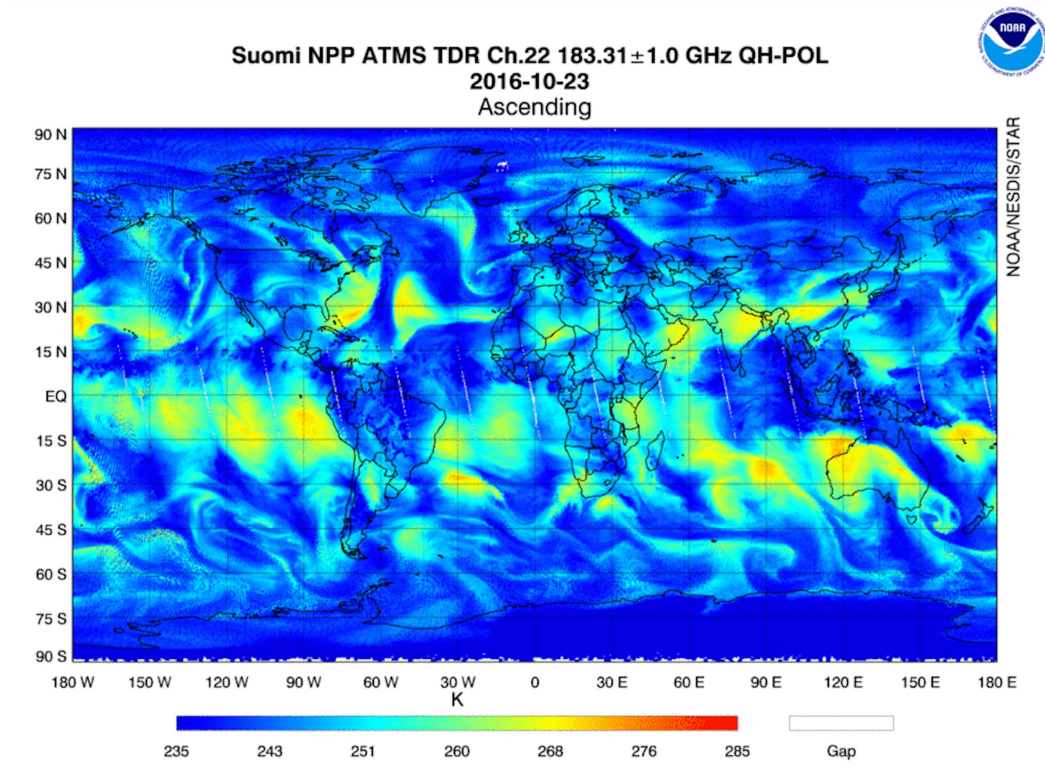 NOAA
Suomi NPP ATMS TDR Ch.22 183.31±1.0 GHz QH-POL
2016-10-23
Ascending
NOAA/NESDIS/STAR
90 N
75 N
60 N
45 N
30 N
15 N
EQ
15 S
30 S
45 S
60 S
75 S
90 S
180 W 150 W 120 W 90 W 60 W 30 W 0 30 E 60 E 90 E 120 E 150 E 180 E
K
235 243 251 260 268 276 285 Gap